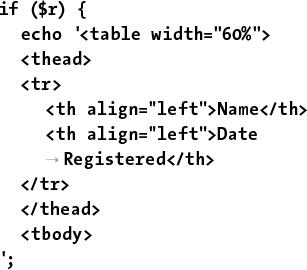 if ($r) {
echo '<table width="60%">
<thead>
<tr>
<th align="left">Name</th>
<th align="left">Date
→ Registered</th>
</tr>
</thead>
<tbody>
';